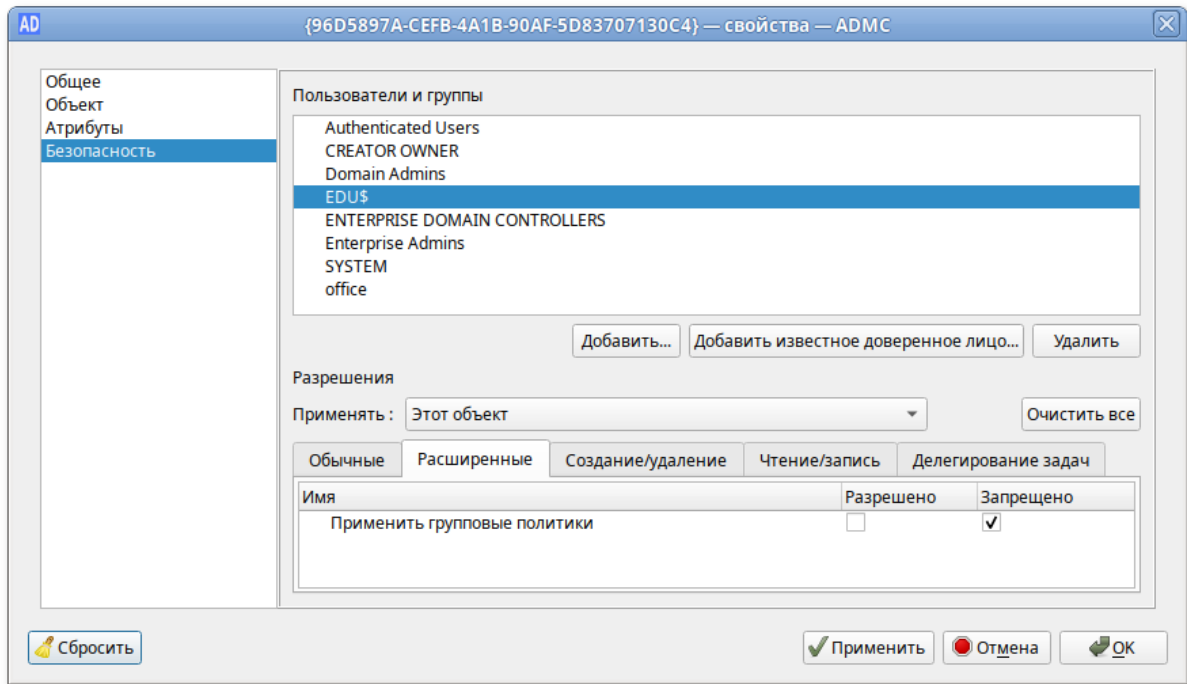 AD {96D5897A-CEFB-4A1B-90AF-5D83707130C4} — свойства — ADMC
Общее
Объект
Атрибуты
Безопасность
Пользователи и группы
Authenticated Users
CREATOR OWNER
Domain Admins
EDU$
ENTERPRISE DOMAIN CONTROLLERS
Enterprise Admins
SYSTEM
office
Добавить... Добавить известное доверенное лицо... Удалить
Разрешения
Применять : Этот объект Очистить все
Обычные Расширенные Создание/удаление Чтение/запись Делегирование задач
Имя Разрешено Запрещено
Применить групповые политики
Сбросить Применить Отмена OK